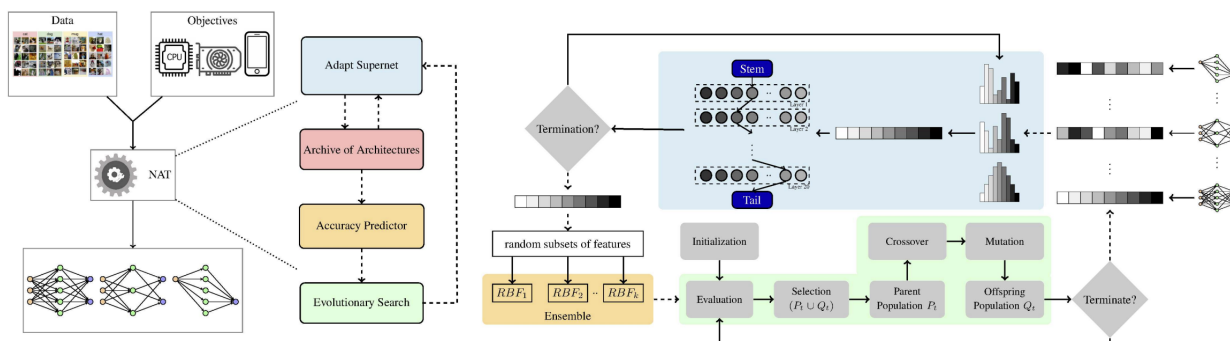 Data
Objectives
CPU
NAT
Adapt Supernet
Archive of Architectures
Accuracy Predictor
Evolutionary Search
Termination?
Stem
Layer 1
Layer 2
Layer 20
Tail
random subsets of features
RBF₁
RBF₂ ·· RBFₖ
Ensemble
Initialization
Evaluation
Selection
(Pₜ ∪ Qₜ)
Crossover
Parent
Population Pₜ
Mutation
Offspring
Population Qₜ
Terminate?